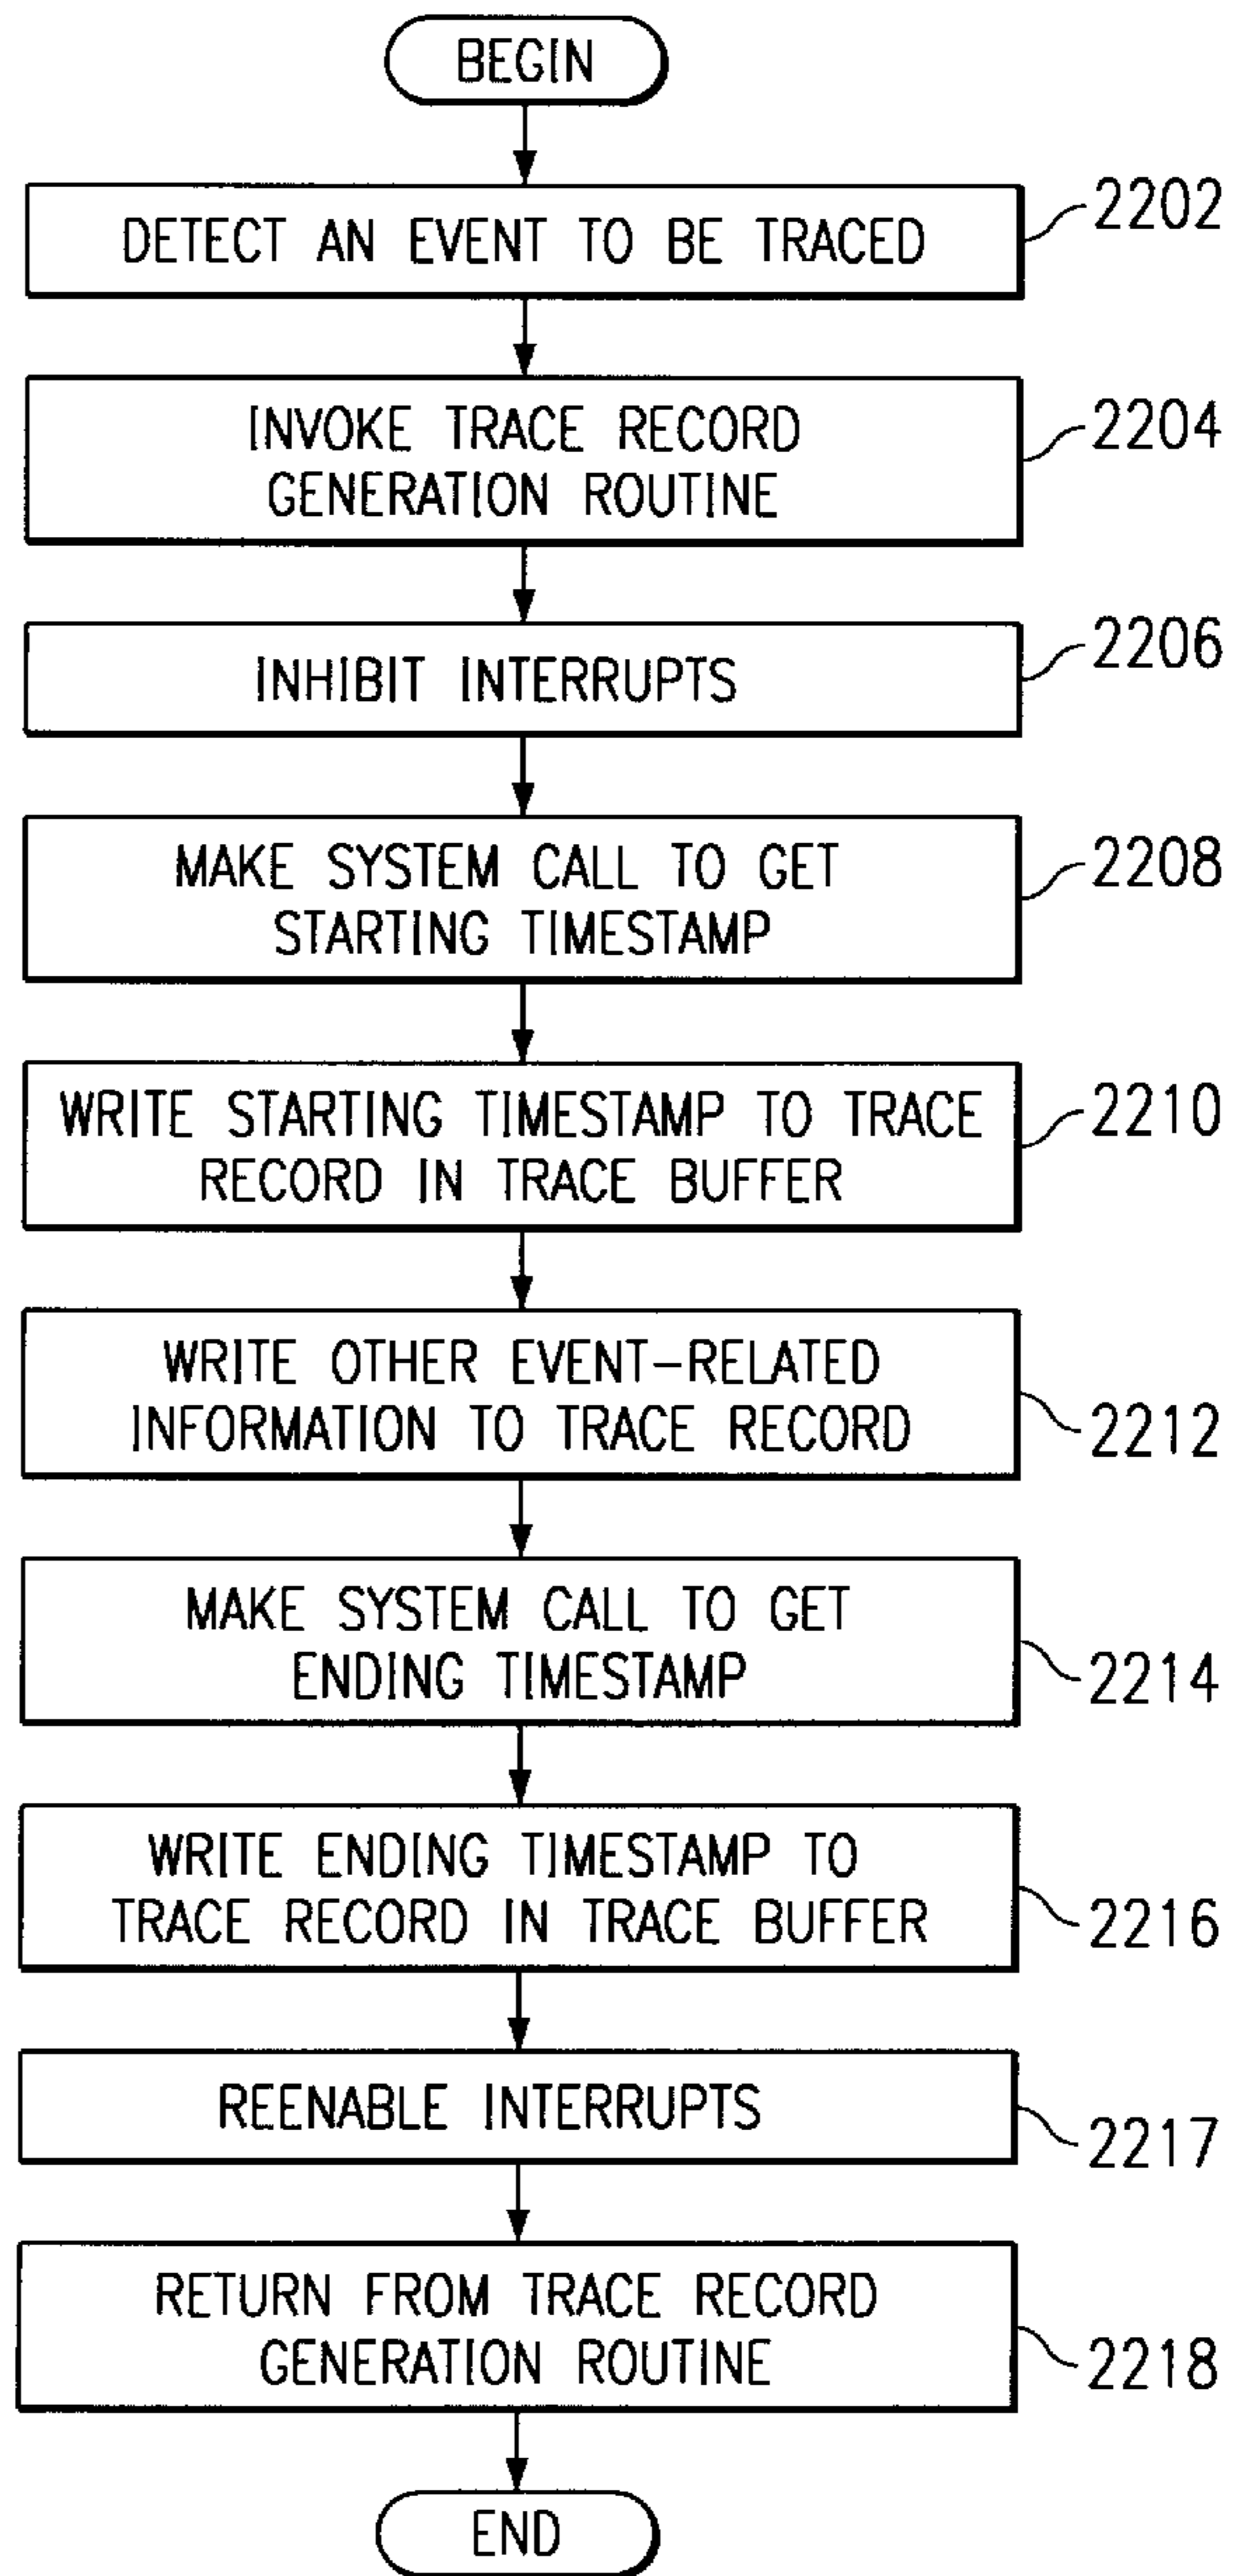 BEGIN
DETECT AN EVENT TO BE TRACED
2202
INVOKE TRACE RECORD
GENERATION ROUTINE
2204
INHIBIT INTERRUPTS
2206
MAKE SYSTEM CALL TO GET
STARTING TIMESTAMP
2208
WRITE STARTING TIMESTAMP TO TRACE
RECORD IN TRACE BUFFER
2210
WRITE OTHER EVENT-RELATED
INFORMATION TO TRACE RECORD
2212
MAKE SYSTEM CALL TO GET
ENDING TIMESTAMP
2214
WRITE ENDING TIMESTAMP TO
TRACE RECORD IN TRACE BUFFER
2216
REENABLE INTERRUPTS
2217
RETURN FROM TRACE RECORD
GENERATION ROUTINE
2218
END